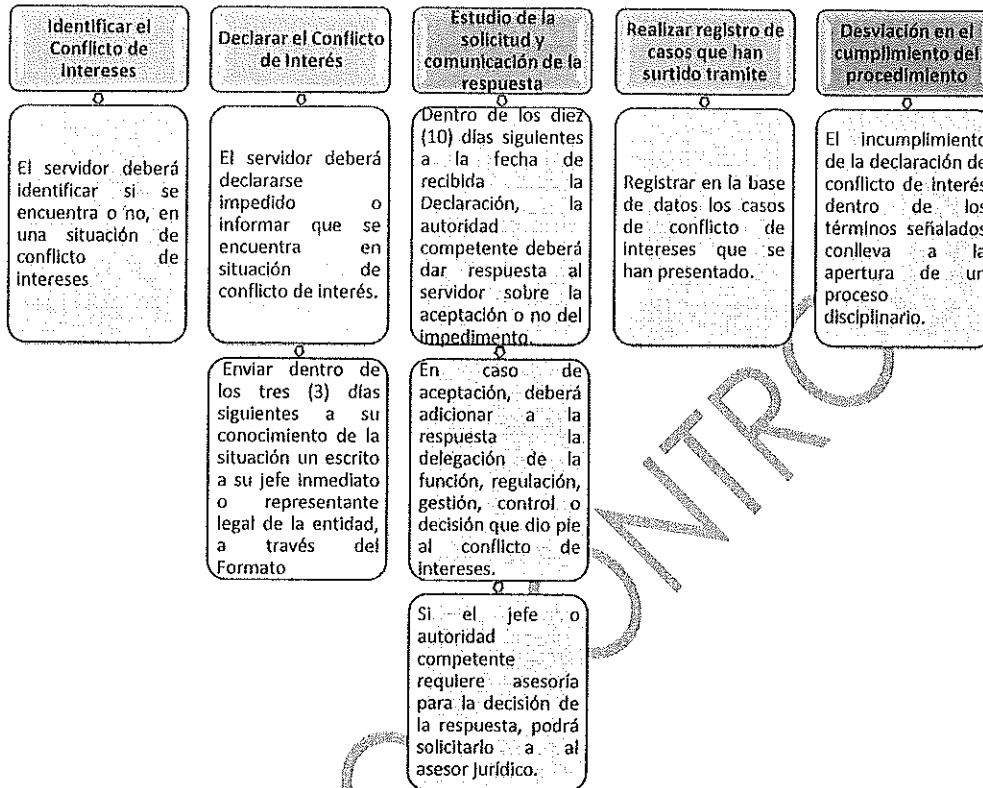 Identificar el
Conflicto de
Intereses
El servidor deberá
identificar si se
encuentra o no, en
una situación de
conflicto de
intereses
Declarar el Conflicto
de Interés
El servidor deberá
declararse
impedido o
informar que se
encuentra en
situación de
conflicto de interés.
Enviar dentro de
los tres (3) días
siguientes a su
conocimiento de la
situación un escrito
a su jefe inmediato
o representante
legal de la entidad,
a través del
Formato
Estudio de la
solicitud y
comunicación de la
respuesta
Dentro de los diez
(10) días siguientes
a la fecha de
recibida la
Declaración, la
autoridad
competente deberá
dar respuesta al
servidor sobre la
aceptación o no del
impedimento.
En caso de
aceptación, deberá
adicionar a la
respuesta la
delegación de la
función, regulación,
gestión, control o
decisión que dio pie
al conflicto de
intereses.
Si el jefe o
autoridad
competente
requiere asesoría
para la decisión de
la respuesta, podrá
solicitarlo a al
asesor jurídico.
Realizar registro de
casos que han
surtido tramite
Registrar en la base
de datos los casos
de conflicto de
intereses que se
han presentado.
Desviación en el
cumplimiento del
procedimiento
El incumplimiento
de la declaración de
conflicto de interés
dentro de los
términos señalados
conlleva a la
apertura de un
proceso
disciplinario.
CONTRO